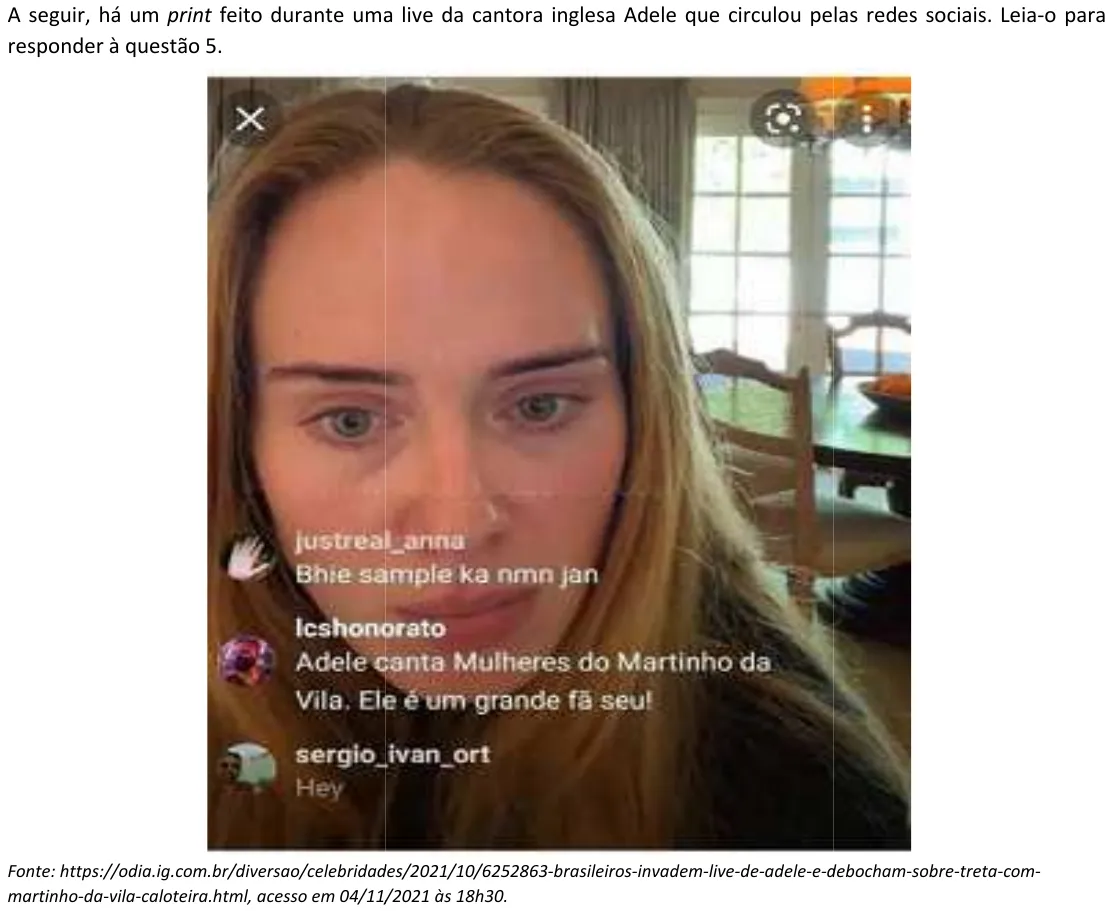 A seguir, há um print feito durante uma live da cantora inglesa Adele que circulou pelas redes sociais. Leia-o para
responder à questão 5.
justreal_anna
Bhie sample ka nmn jan
lcshonorato
Adele canta Mulheres do Martinho da
Vila. Ele é um grande fã seu!
sergio_ivan_ort
Hey
Fonte: https://odia.ig.com.br/diversao/celebridades/2021/10/6252863-brasileiros-invadem-live-de-adele-e-debocham-sobre-treta-com-
martinho-da-vila-caloteira.html, acesso em 04/11/2021 às 18h30.